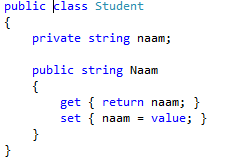 public class Student
{
    private string naam;

    public string Naam
    {
        get { return naam; }
        set { naam = value; }
    }
}